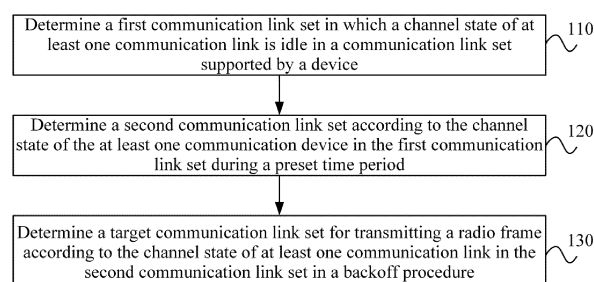 Determine a first communication link set in which a channel state of at
least one communication link is idle in a communication link set
supported by a device
110
Determine a second communication link set according to the channel
state of the at least one communication device in the first communication
link set during a preset time period
120
Determine a target communication link set for transmitting a radio frame
according to the channel state of at least one communication link in the
second communication link set in a backoff procedure
130